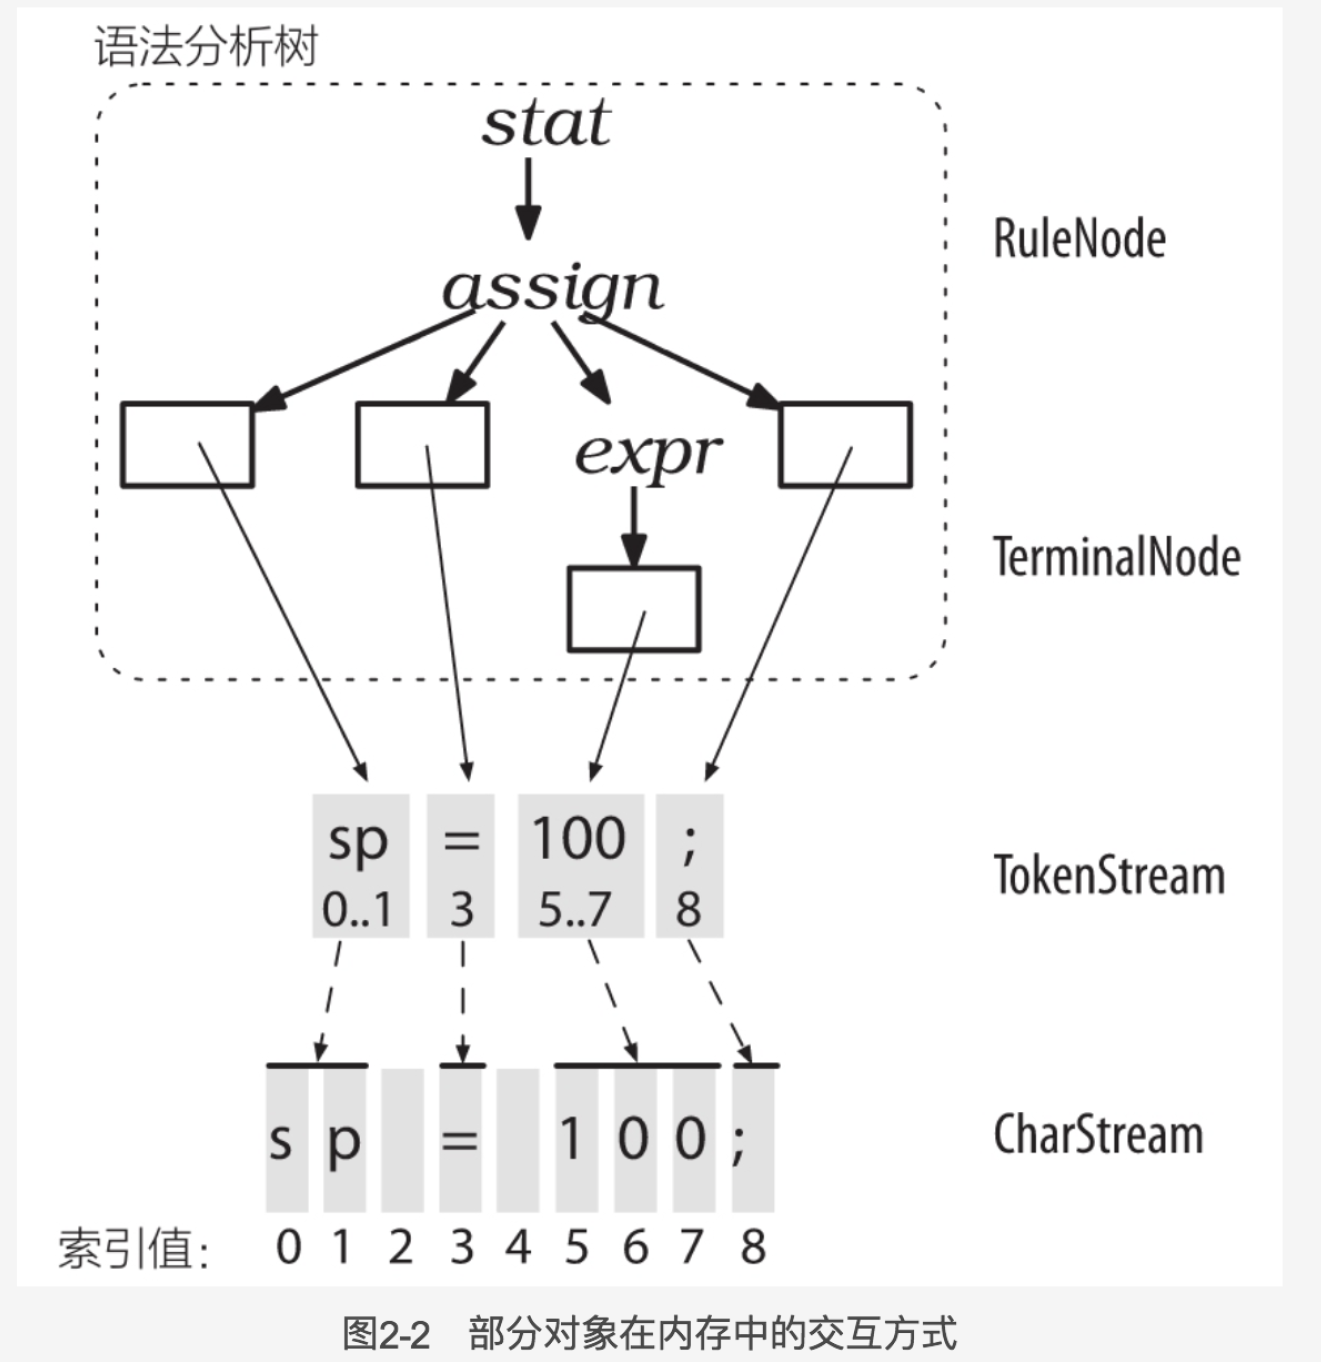 语法分析树
stat
RuleNode
assign
expr
TerminalNode
sp = 100 ;
0..1 3 5..7 8
TokenStream
s p = 1 0 0 ;
CharStream
索引值: 0 1 2 3 4 5 6 7 8
图2-2 部分对象在内存中的交互方式